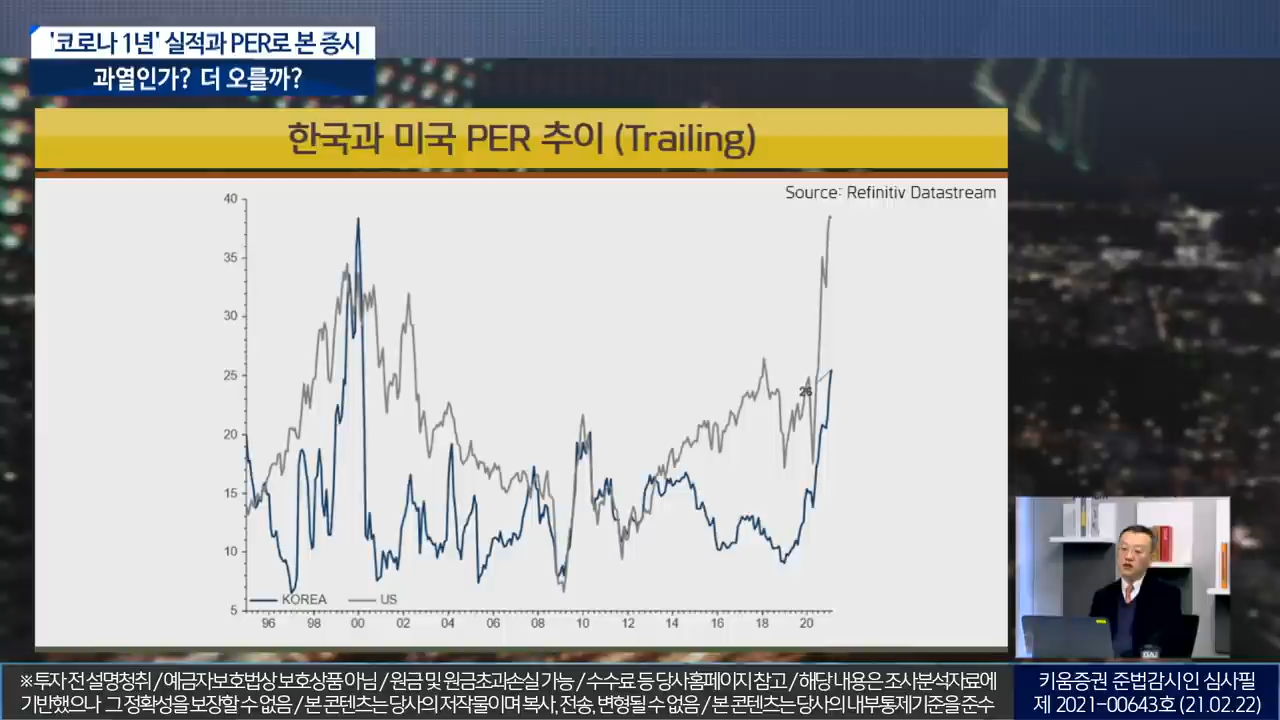 '코로나 1년' 실적과 PER로 본 증시
과열인가? 더 오를까?
한국과 미국 PER 추이 (Trailing)
Source: Refinitiv Datastream
40
35
30
25
20
15
10
5
26
KOREA
US
96 98 00 02 04 06 08 10 12 14 16 18 20
※ 투자 전 설명청취 / 예금자보호법상 보호상품 아님 / 원금 및 원금초과손실 가능 / 수수료 등 당사홈페이지 참고 / 해당 내용은 조사분석자료에
기반했으나 그 정확성을 보장할 수 없음 / 본 콘텐츠는 당사의 저작물이며 복사, 전송, 변형될 수 없음 / 본 콘텐츠는 당사의 내부통제기준을 준수
키움증권 준법감시인 심사필
제 2021-00643호 (21.02.22)